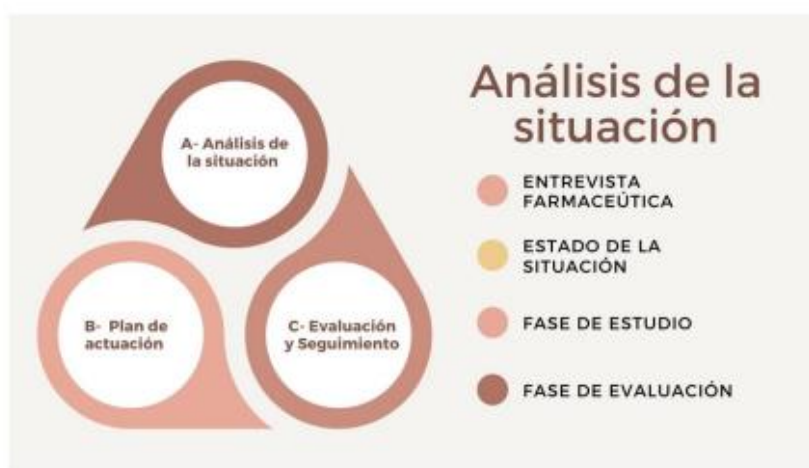 A- Análisis de
la situación
B- Plan de
actuación
C- Evaluación
y Seguimiento
Análisis de la
situación
ENTREVISTA
FARMACEÚTICA
ESTADO DE LA
SITUACIÓN
FASE DE ESTUDIO
FASE DE EVALUACIÓN